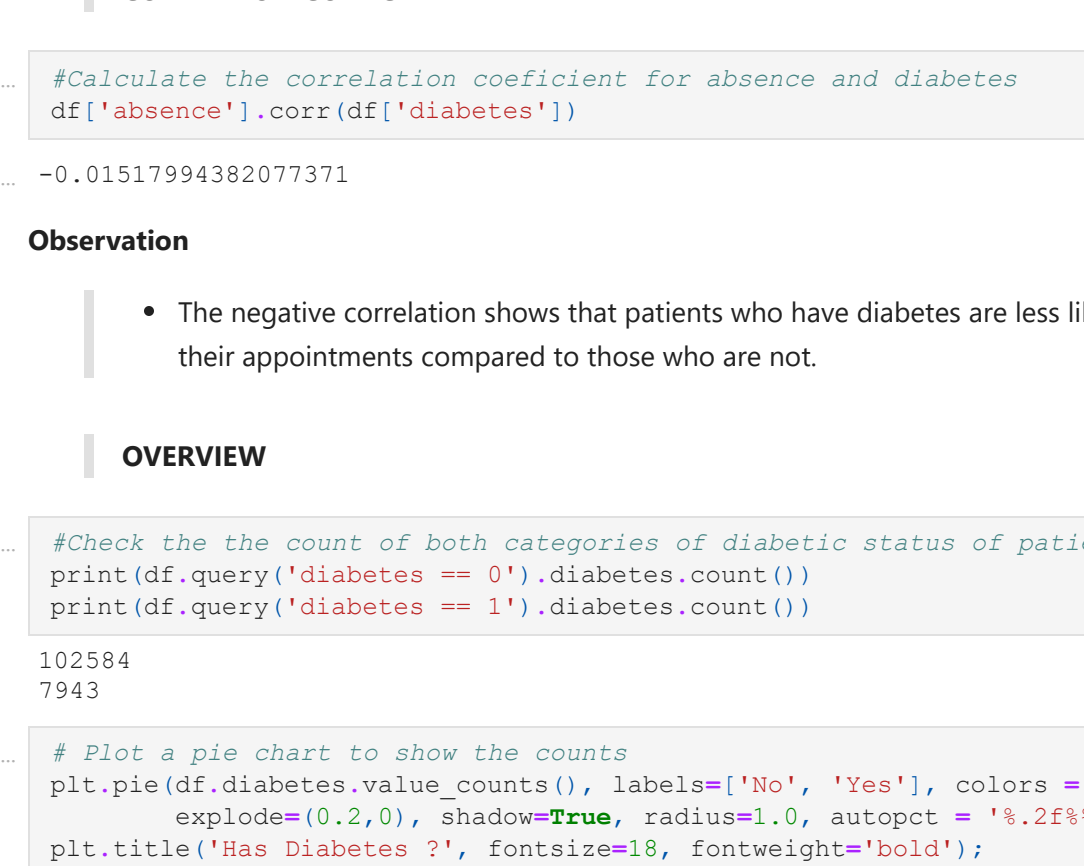 #Calculate the correlation coeficient for absence and diabetes
df['absence'].corr(df['diabetes'])
-0.01517994382077371
Observation
• The negative correlation shows that patients who have diabetes are less
their appointments compared to those who are not.
OVERVIEW
#Check the the count of both categories of diabetic status of
print(df.query('diabetes == 0').diabetes.count())
print(df.query('diabetes == 1').diabetes.count())
102584
7943
# Plot a pie chart to show the counts
plt.pie(df.diabetes.value_counts(), labels=['No', 'Yes'], colors =
explode=(0.2,0), shadow=True, radius=1.0, autopct = '%.2f%
plt.title('Has Diabetes ?', fontsize=18, fontweight='bold');